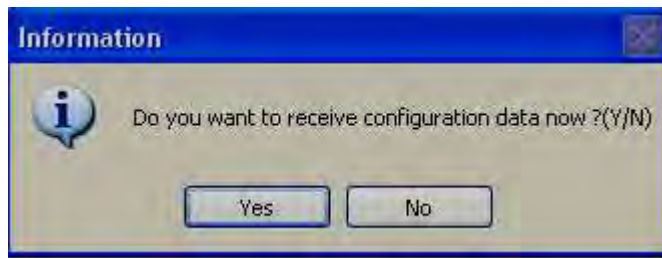 Information
Do you want to receive configuration data now ?(Y/N)
Yes
No